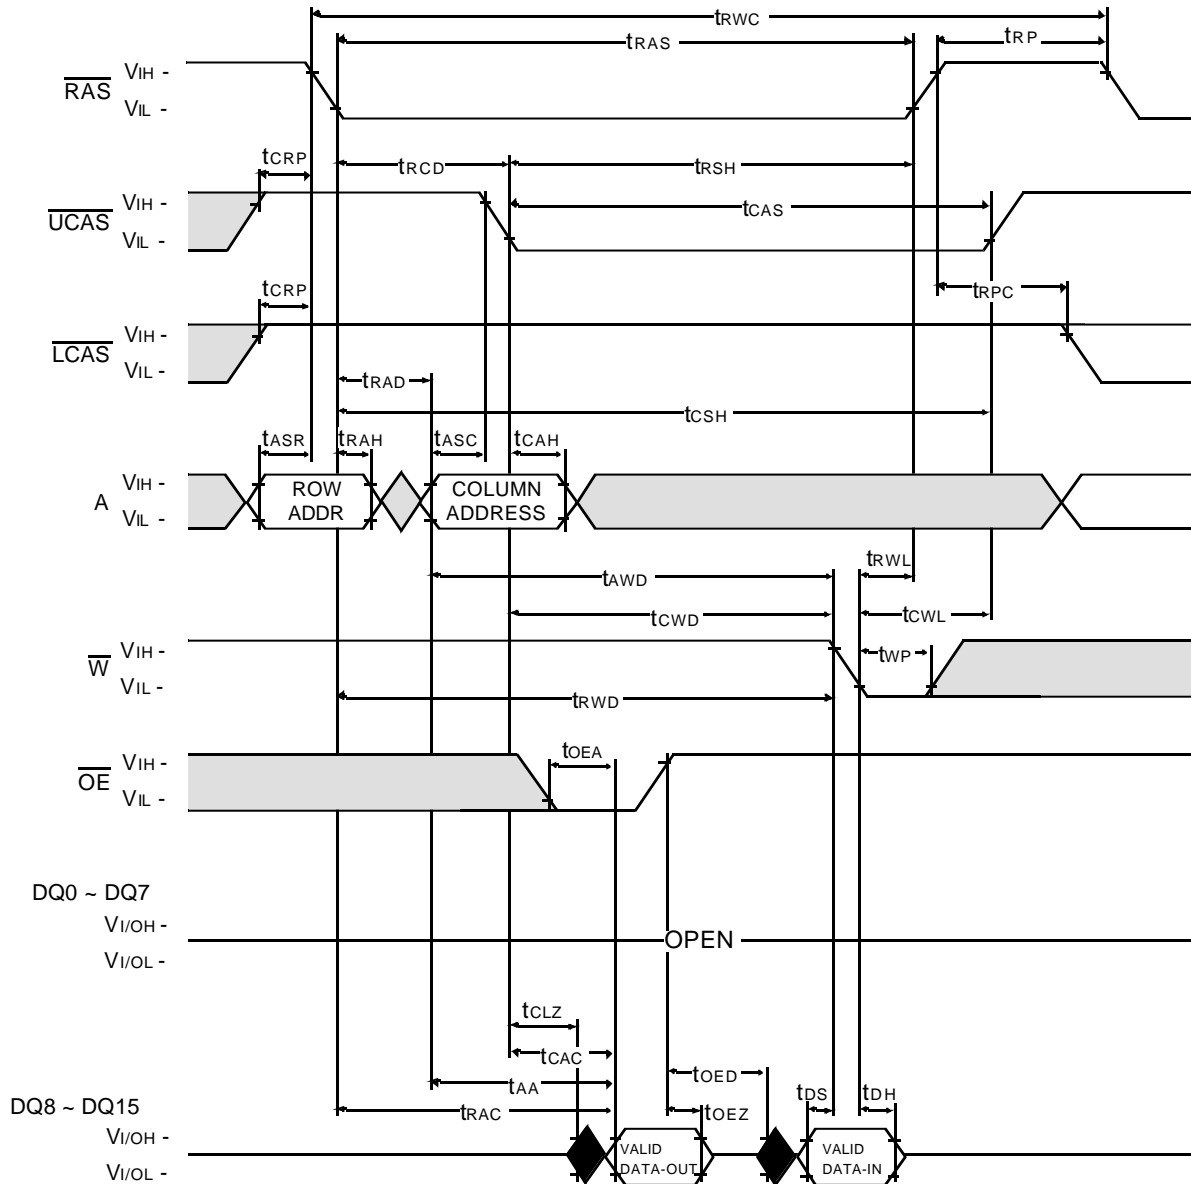 tRWC
tRAS
tRP
RAS
VIH -
VIL -
tCRP
tRCD
tRSH
UCAS
VIH -
VIL -
tCAS
tCRP
tRPC
LCAS
VIH -
VIL -
tRAD
tCSH
tASR
tRAH
tASC
tCAH
A
VIH -
VIL -
ROW
ADDR
COLUMN
ADDRESS
tAWD
tRWL
tCWD
tCWL
W
VIH -
VIL -
tWP
tRWD
OE
VIH -
VIL -
tOEA
DQ0 ~ DQ7
VI/OH -
VI/OL -
OPEN
tCLZ
tCAC
tAA
tOED
tRAC
tOEZ
tDS
tDH
DQ8 ~ DQ15
VI/OH -
VI/OL -
VALID
DATA-OUT
VALID
DATA-IN